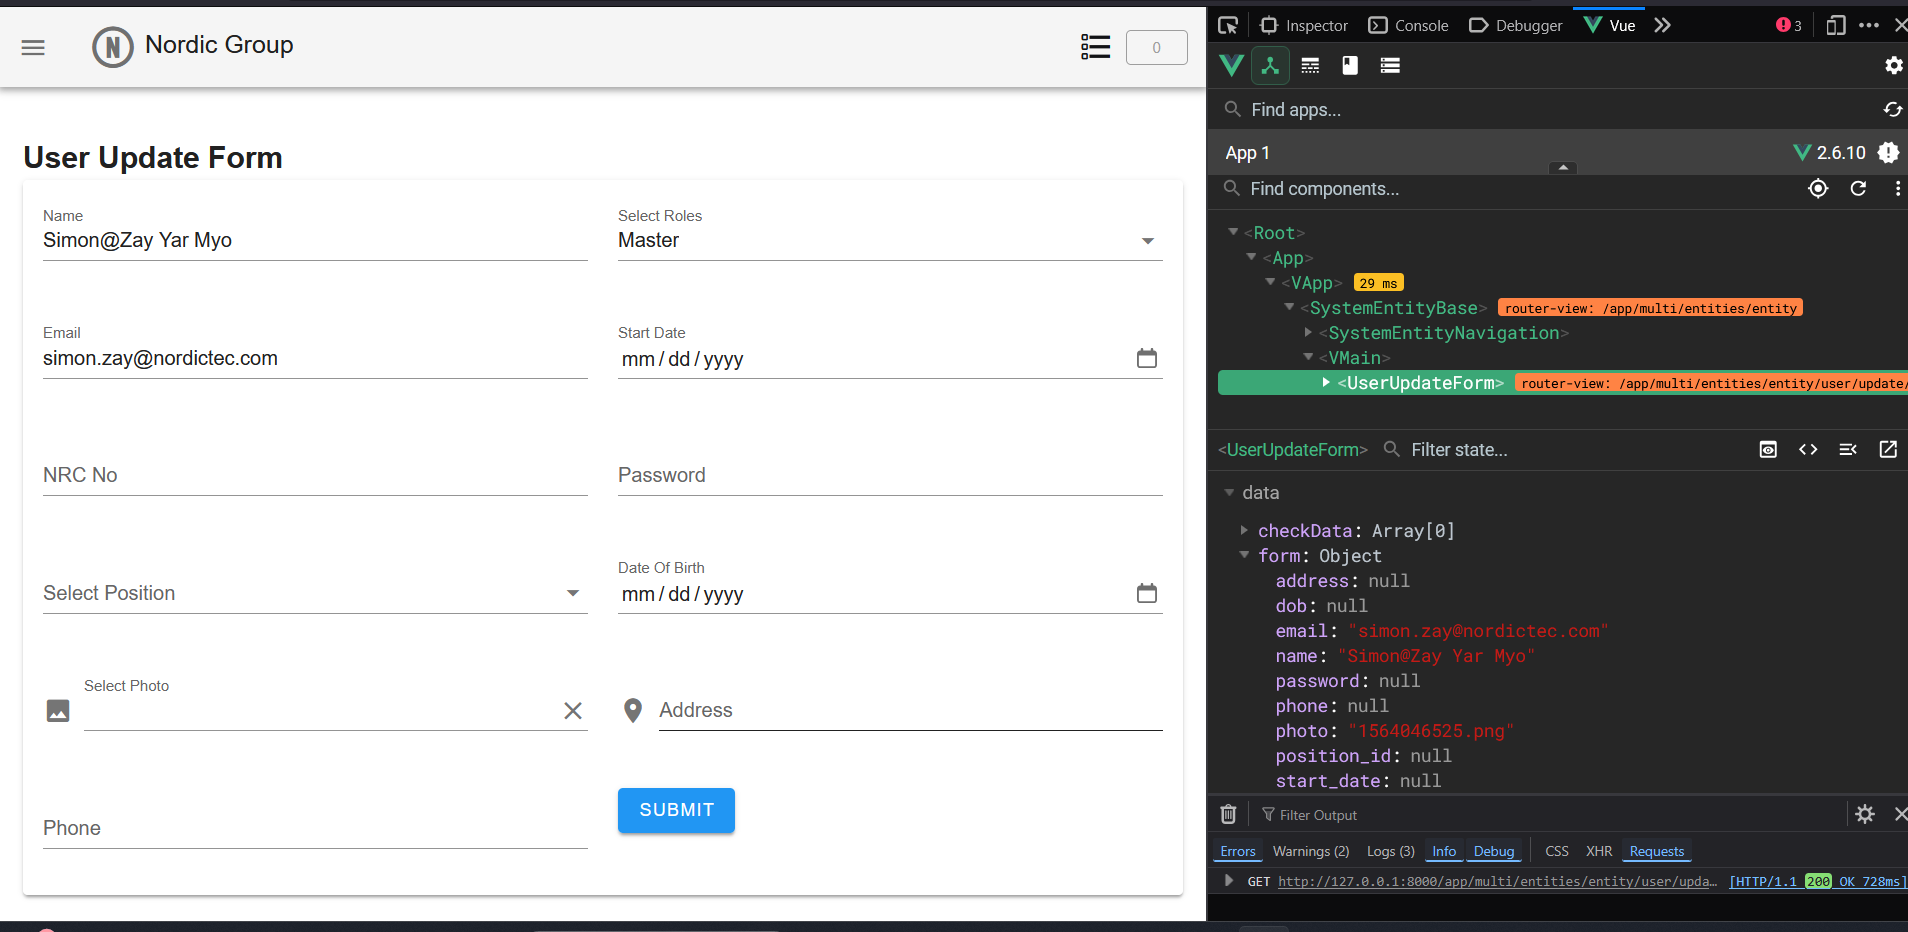 N Nordic Group
0
User Update Form
Name
Simon@Zay Yar Myo
Select Roles
Master
Email
simon.zay@nordictec.com
Start Date
mm/dd/yyyy
NRC No
Password
Select Position
Date Of Birth
mm/dd/yyyy
Select Photo
Address
Phone
SUBMIT
Inspector Console Debugger Vue 3
Find apps...
App 1 2.6.10
Find components...
<Root>
<App>
<VApp> 29 ms
<SystemEntityBase> router-view: /app/multi/entities/entity
<SystemEntityNavigation>
<VMain>
<UserUpdateForm> router-view: /app/multi/entities/entity/user/update/
<UserUpdateForm> Filter state...
data
checkData: Array[0]
form: Object
address: null
dob: null
email: "simon.zay@nordictec.com"
name: "Simon@Zay Yar Myo"
password: null
phone: null
photo: "1564046525.png"
position_id: null
start_date: null
Filter Output
Errors Warnings (2) Logs (3) Info Debug CSS XHR Requests
GET http://127.0.0.1:8000/app/multi/entities/entity/user/upda… [HTTP/1.1 200 OK 728ms]